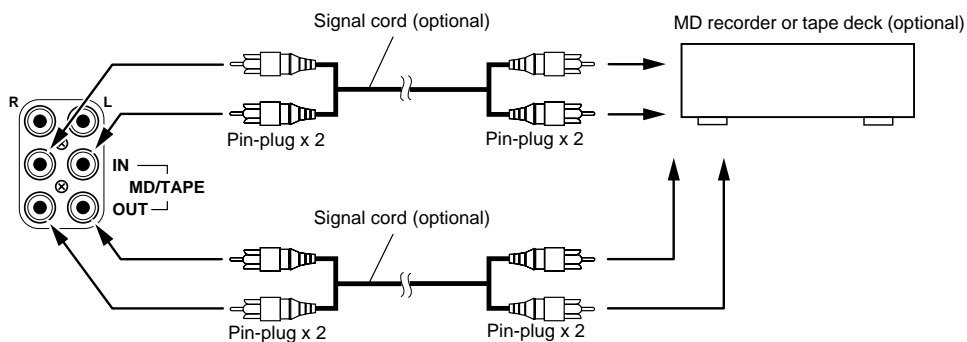 Signal cord (optional)
MD recorder or tape deck (optional)
R
L
Pin-plug x 2
Pin-plug x 2
IN
MD/TAPE
OUT
Signal cord (optional)
Pin-plug x 2
Pin-plug x 2